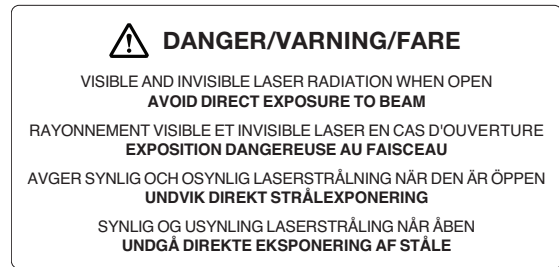 DANGER/VARNING/FARE
VISIBLE AND INVISIBLE LASER RADIATION WHEN OPEN
AVOID DIRECT EXPOSURE TO BEAM
RAYONNEMENT VISIBLE ET INVISIBLE LASER EN CAS D'OUVERTURE
EXPOSITION DANGEREUSE AU FAISCEAU
AVGER SYNLIG OCH OSYNLIG LASERSTRÅLNING NÄR DEN ÄR ÖPPEN
UNDVIK DIREKT STRÅLEXPONERING
SYNLIG OG USYNLING LASERSTRÅLING NÅR ÅBEN
UNDGÅ DIREKTE EKSPONERING AF STÅLE